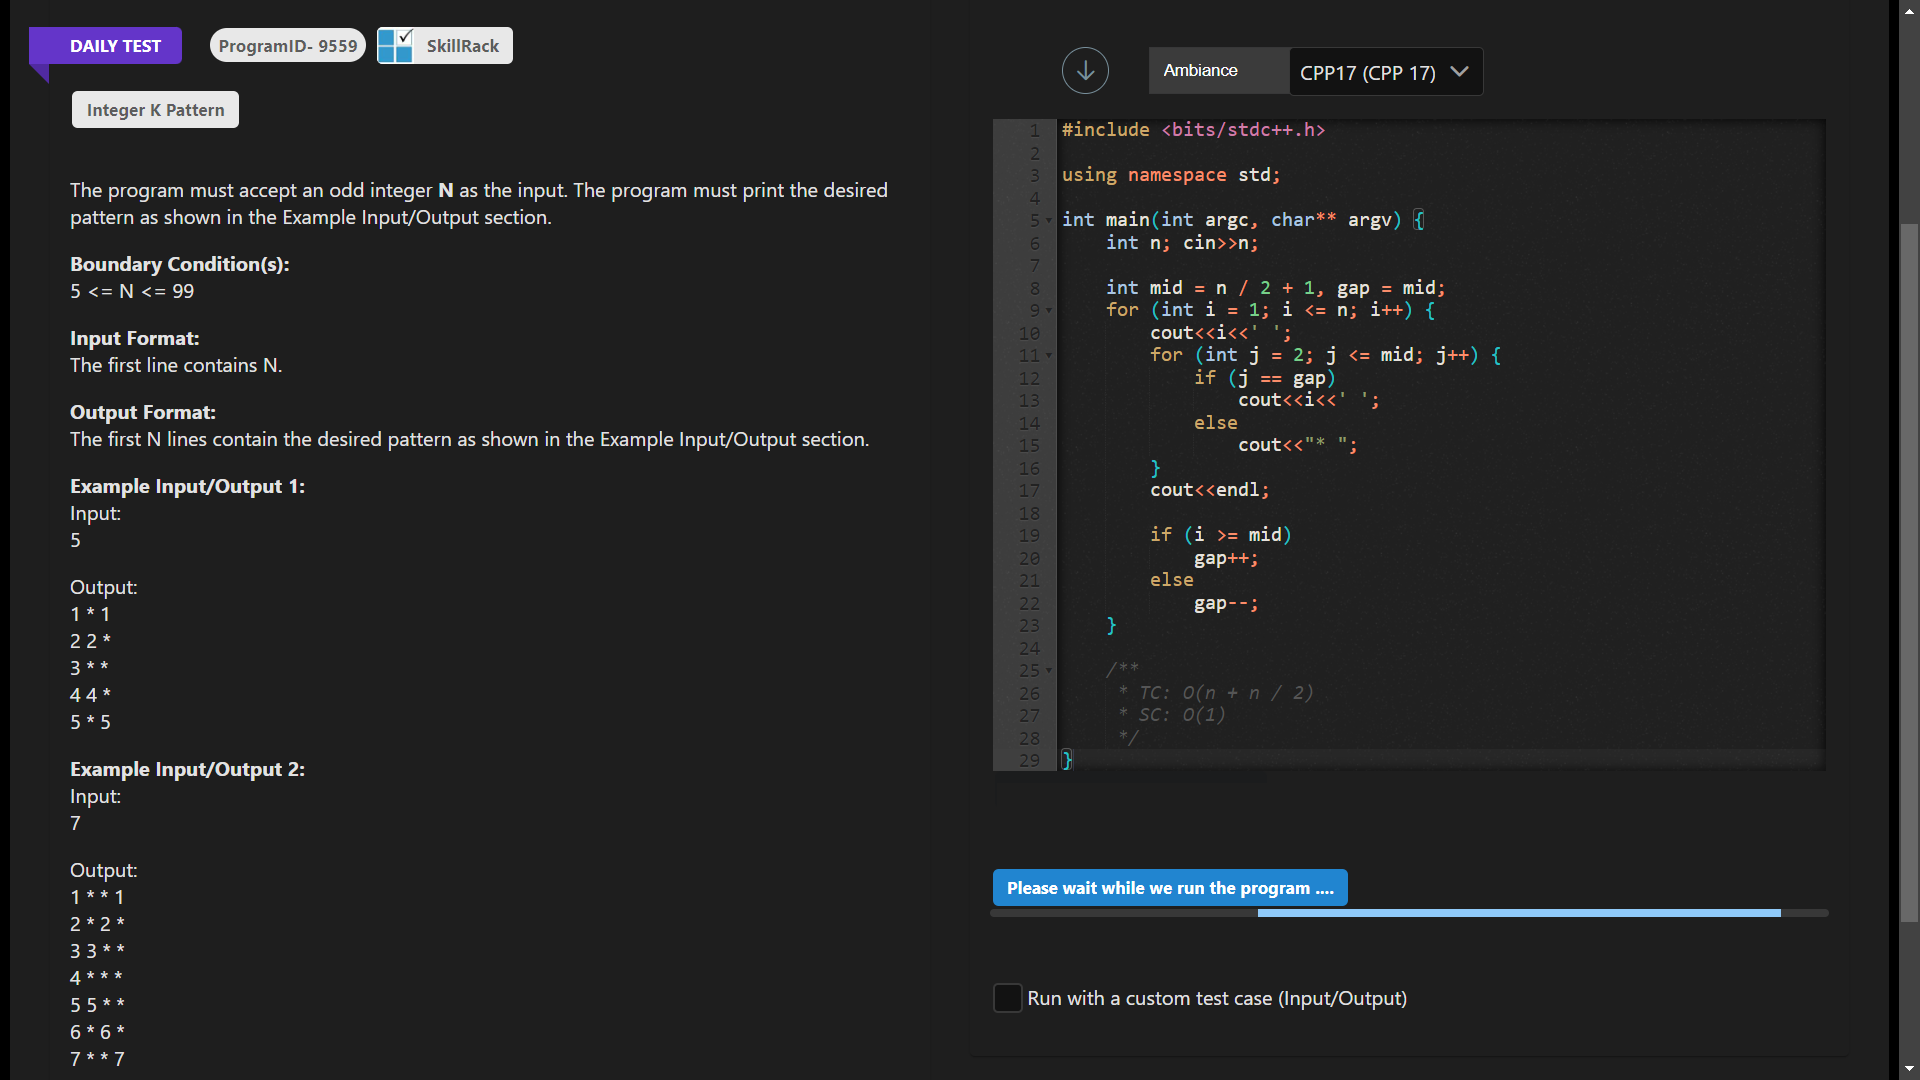 DAILY TEST
ProgramID- 9559
SkillRack
Integer K Pattern
The program must accept an odd integer N as the input. The program must print the desired
pattern as shown in the Example Input/Output section.
Boundary Condition(s):
5 <= N <= 99
Input Format:
The first line contains N.
Output Format:
The first N lines contain the desired pattern as shown in the Example Input/Output section.
Example Input/Output 1:
Input:
5
Output:
1 * 1
2 2 *
3 * *
4 4 *
5 * 5
Example Input/Output 2:
Input:
7
Output:
1 * * 1
2 * 2 *
3 3 * *
4 * * *
5 5 * *
6 * 6 *
7 * * 7
Ambiance
CPP17 (CPP 17)
1 #include <bits/stdc++.h>
2
3 using namespace std;
4
5 int main(int argc, char** argv) {
6     int n; cin>>n;
7
8     int mid = n / 2 + 1, gap = mid;
9     for (int i = 1; i <= n; i++) {
10         cout<<i<<' ';
11         for (int j = 2; j <= mid; j++) {
12             if (j == gap)
13                 cout<<i<<' ';
14             else
15                 cout<<"* ";
16         }
17         cout<<endl;
18
19         if (i >= mid)
20             gap++;
21         else
22             gap--;
23     }
24
25     /**
26      * TC: O(n + n / 2)
27      * SC: O(1)
28      */
29 }
Please wait while we run the program ....
Run with a custom test case (Input/Output)